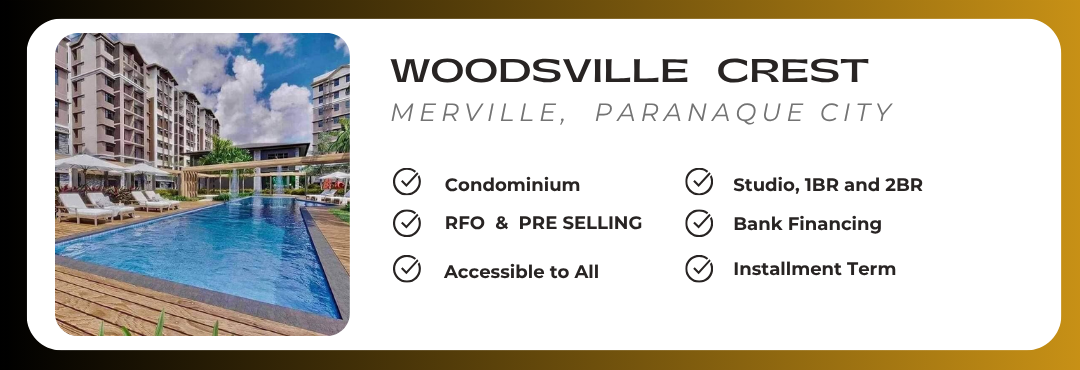 WOODSVILLE CREST
MERVILLE, PARANAQUE CITY
Condominium
RFO & PRE SELLING
Accessible to All
Studio, 1BR and 2BR
Bank Financing
Installment Term